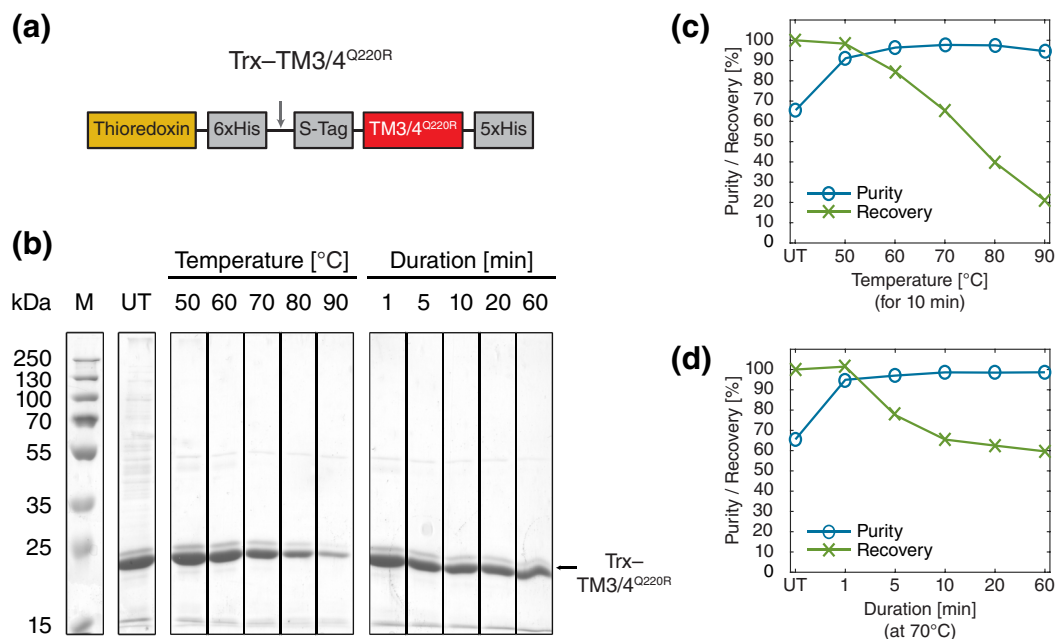 (a)
Trx–TM3/4Q220R
Thioredoxin 6xHis S-Tag TM3/4Q220R 5xHis
(b)
Temperature [°C] Duration [min]
kDa M UT 50 60 70 80 90 1 5 10 20 60
250
130
100
70
55
35
25
15
Trx–
TM3/4Q220R
(c)
Purity / Recovery [%]
100
90
80
70
60
50
40
30
20
10
0
Purity
Recovery
UT 50 60 70 80 90
Temperature [°C]
(for 10 min)
(d)
Purity / Recovery [%]
100
90
80
70
60
50
40
30
20
10
0
Purity
Recovery
UT 1 5 10 20 60
Duration [min]
(at 70°C)